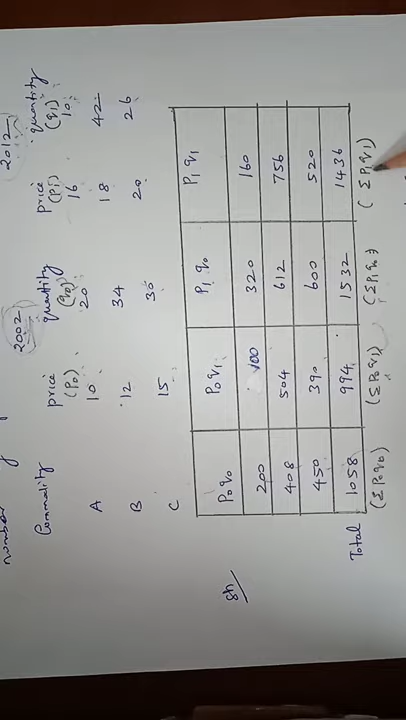 number
2002 2012
Commodity price (P₀) quantity (q₀) price (P₁) quantity (q₁)
A 10 20 16 10
B 12 34 18 42
C 15 30 20 26
Sh/
P₀q₀ P₀q₁ P₁q₀ P₁q₁
200 100 320 160
408 504 612 756
450 390 600 520
Total 1058 994 1532 1436
(ΣP₀q₀) (ΣP₀q₁) (ΣP₁q₀) (ΣP₁q₁)